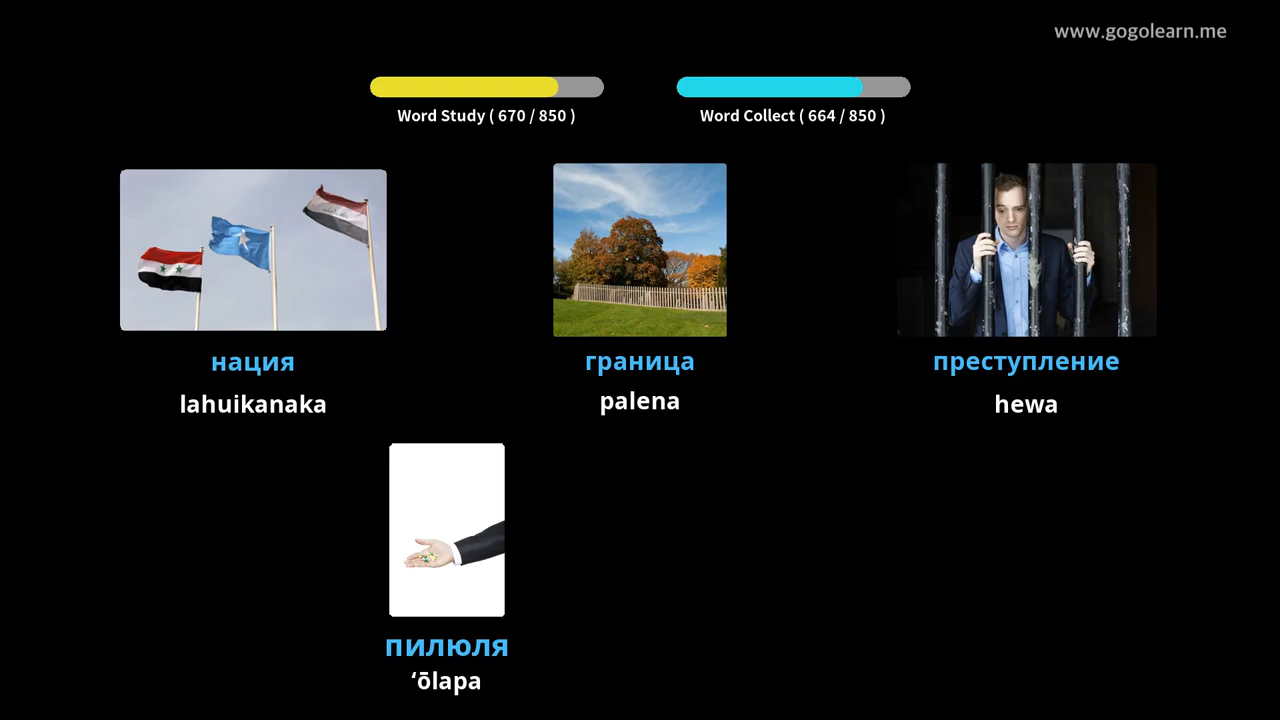 www.gogolearn.me
Word Study ( 670 / 850 )
Word Collect ( 664 / 850 )
нация
lahuikanaka
граница
palena
преступление
hewa
пилюля
ʻōlapa